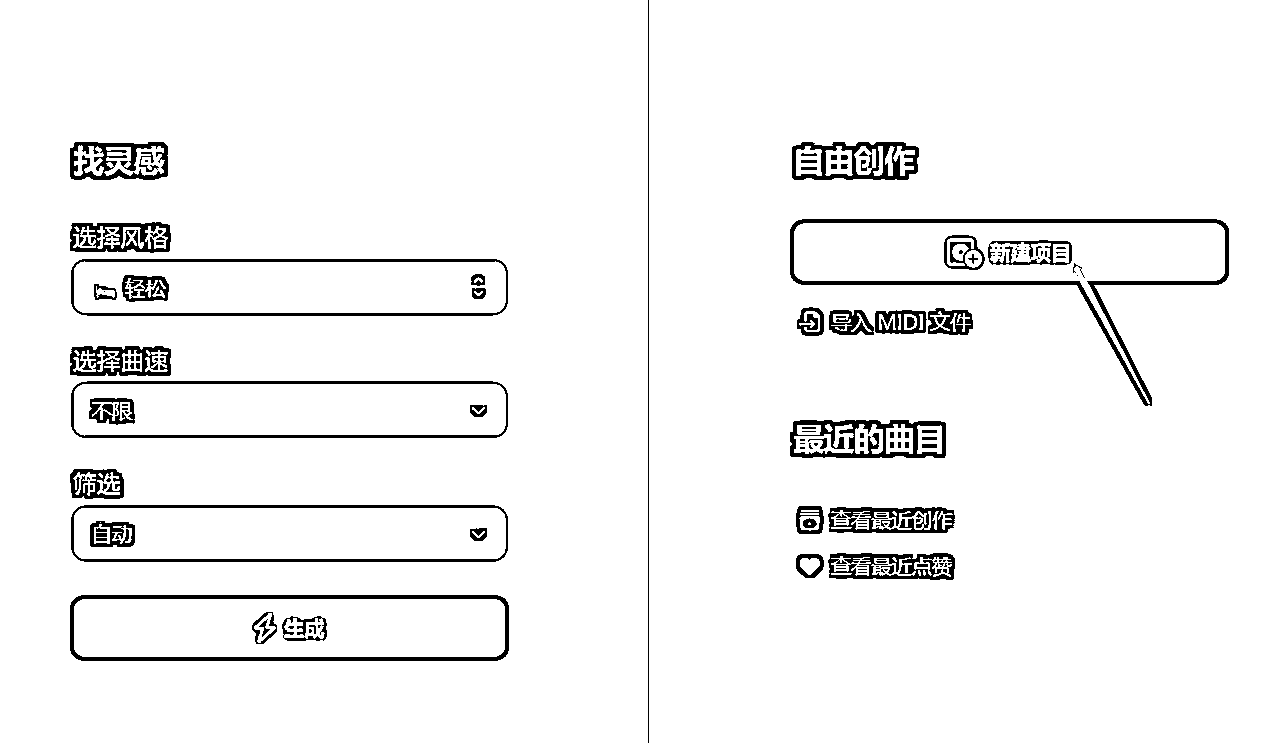 找灵感
选择风格
轻松
选择曲速
不限
筛选
自动
生成
自由创作
新建项目
导入 MIDI 文件
最近的曲目
查看最近创作
查看最近点赞